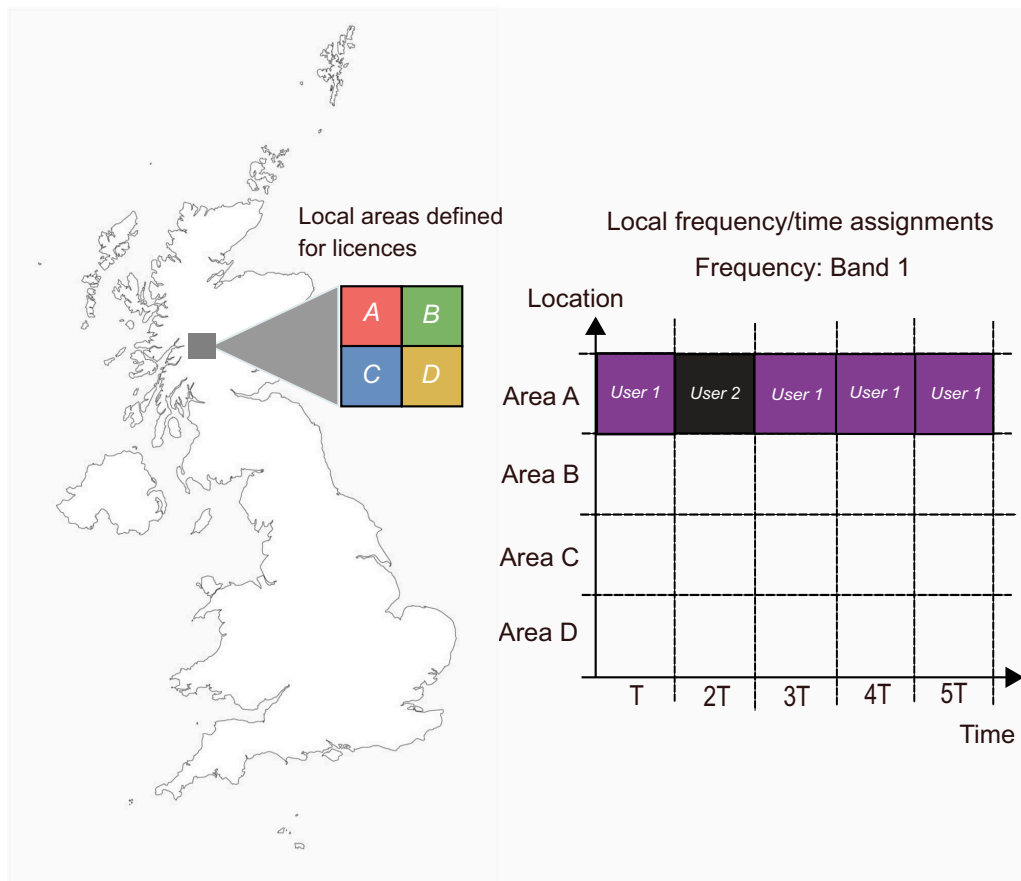 Local areas defined
for licences
A
B
C
D
Local frequency/time assignments
Frequency: Band 1
Location
Area A
User 1
User 2
User 1
User 1
User 1
Area B
Area C
Area D
T
2T
3T
4T
5T
Time